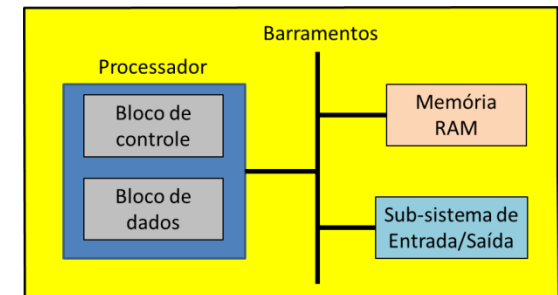 Barramentos
Processador
Bloco de
controle
Bloco de
dados
Memória
RAM
Sub-sistema de
Entrada/Saída